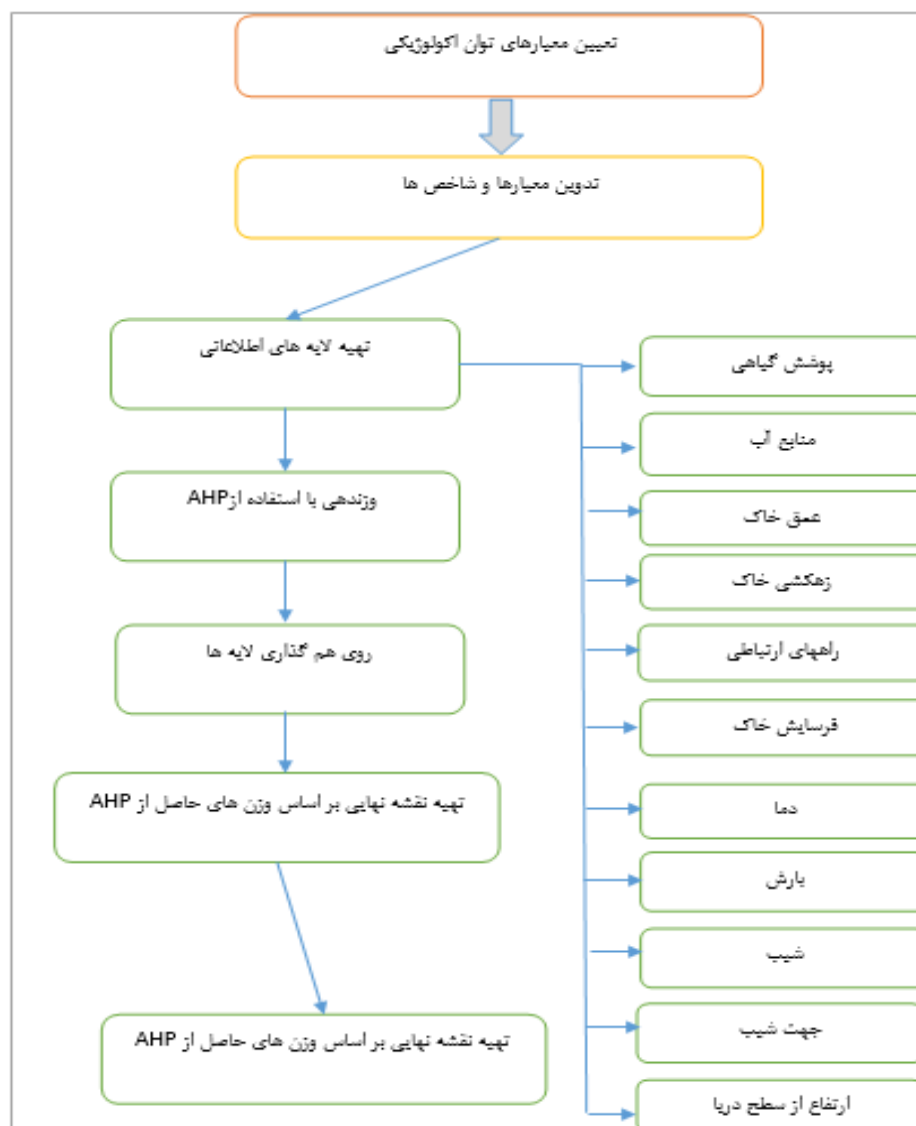 تعیین معیارهای توان اکولوژیکی
تدوین معیارها و شاخص ها
تهیه لایه های اطلاعاتی
وزندهی با استفاده ازAHP
روی هم گذاری لایه ها
تهیه نقشه نهایی بر اساس وزن های حاصل از AHP
تهیه نقشه نهایی بر اساس وزن های حاصل از AHP
پوشش گیاهی
منابع آب
عمق خاک
زهکشی خاک
راههای ارتباطی
فرسایش خاک
دما
بارش
شیب
جهت شیب
ارتفاع از سطح دریا